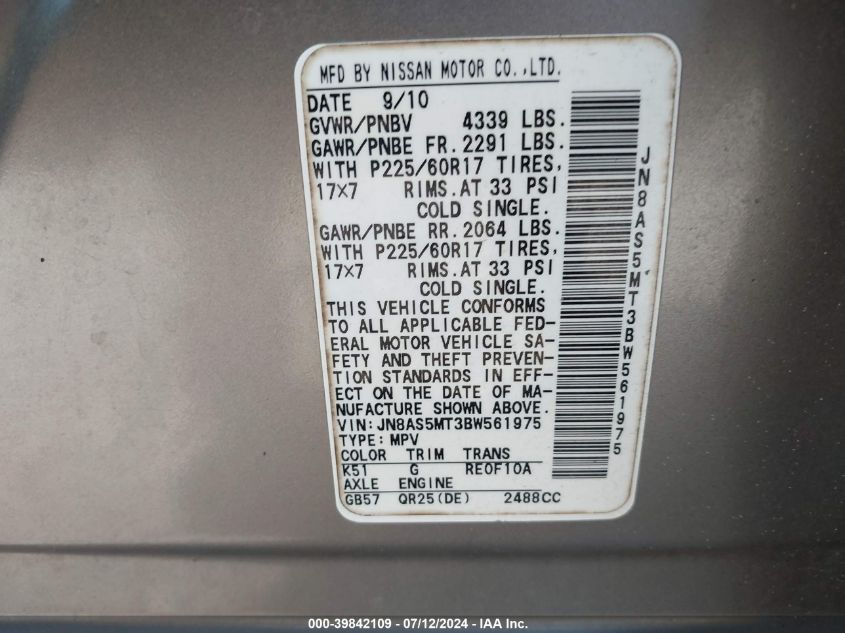 MFD BY NISSAN MOTOR CO.,LTD.
DATE 9/10
GVWR/PNBV 4339 LBS.
GAWR/PNBE FR.2291 LBS.
WITH P225/60R17 TIRES,
17×7 RIMS.AT 33 PSI
COLD SINGLE.
GAWR/PNBE RR.2064 LBS.
WITH P225/60R17 TIRES,
17×7 RIMS.AT 33 PSI
COLD SINGLE.
THIS VEHICLE CONFORMS
TO ALL APPLICABLE FED-
ERAL MOTOR VEHICLE SA-
FETY AND THEFT PREVEN-
TION STANDARDS IN EFF-
ECT ON THE DATE OF MA-
NUFACTURE SHOWN ABOVE.
VIN:JN8AS5MT3BW561975
TYPE:MPV
COLOR TRIM TRANS
K51 G RE0F10A
AXLE ENGINE
GB57 QR25(DE) 2488CC
JN8AS5MT3BW561975
000-39842109 - 07/12/2024 - IAA Inc.